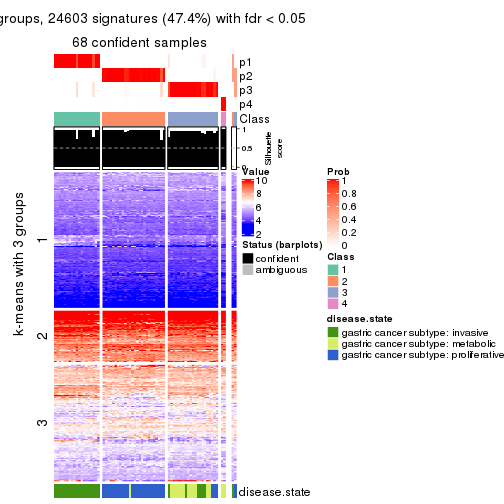 groups, 24603 signatures (47.4%) with fdr < 0.05
68 confident samples
p1
p2
p3
p4
Class
1
0.5
0
Silhouette
score
k-means with 3 groups
1
2
3
disease.state
Value
10
8
6
4
2
Status (barplots)
confident
ambiguous
Prob
1
0.8
0.6
0.4
0.2
0
Class
1
2
3
4
disease.state
gastric cancer subtype: invasive
gastric cancer subtype: metabolic
gastric cancer subtype: proliferative